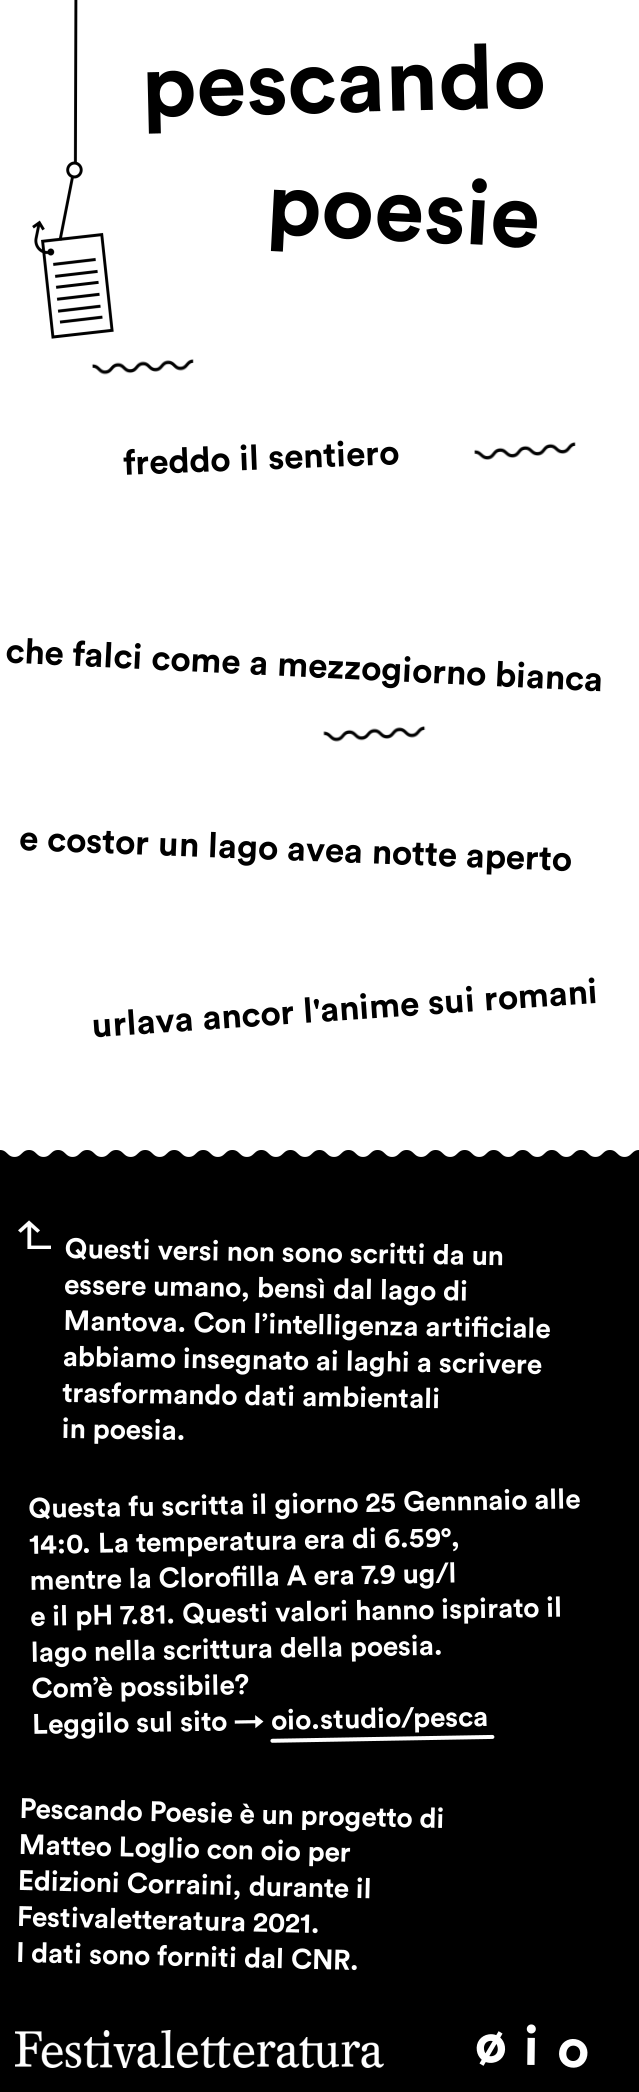 pescando
poesie
freddo il sentiero
che falci come a mezzogiorno bianca
e costor un lago avea notte aperto
urlava ancor l'anime sui romani
Questi versi non sono scritti da un
essere umano, bensì dal lago di
Mantova. Con l’intelligenza artificiale
abbiamo insegnato ai laghi a scrivere
trasformando dati ambientali
in poesia.
Questa fu scritta il giorno 25 Gennnaio alle
14:0. La temperatura era di 6.59°,
mentre la Clorofilla A era 7.9 ug/l
e il pH 7.81. Questi valori hanno ispirato il
lago nella scrittura della poesia.
Com’è possibile?
Leggilo sul sito → oio.studio/pesca
Pescando Poesie è un progetto di
Matteo Loglio con oio per
Edizioni Corraini, durante il
Festivaletteratura 2021.
I dati sono forniti dal CNR.
Festivaletteratura øio